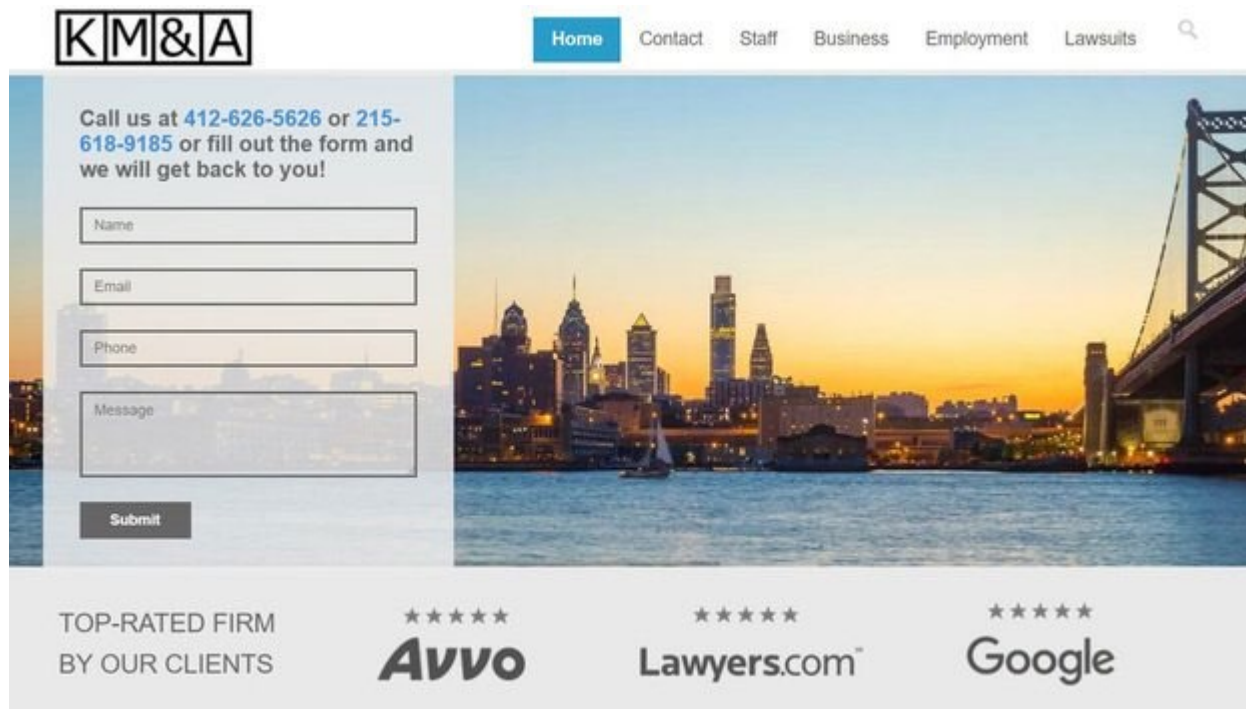 KM&A
Home Contact Staff Business Employment Lawsuits
Call us at 412-626-5626 or 215-
618-9185 or fill out the form and
we will get back to you!
Name
Email
Phone
Message
Submit
TOP-RATED FIRM
BY OUR CLIENTS
Avvo
Lawyers.com
Google